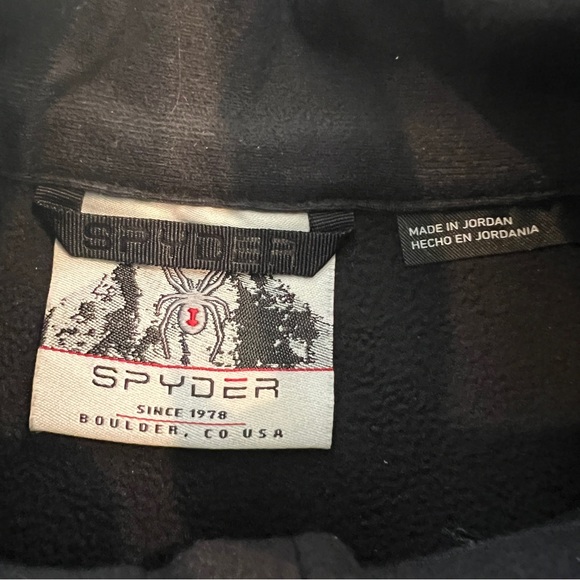 SPYDER
SPYDER
SINCE 1978
BOULDER, CO USA
MADE IN JORDAN
HECHO EN JORDANIA